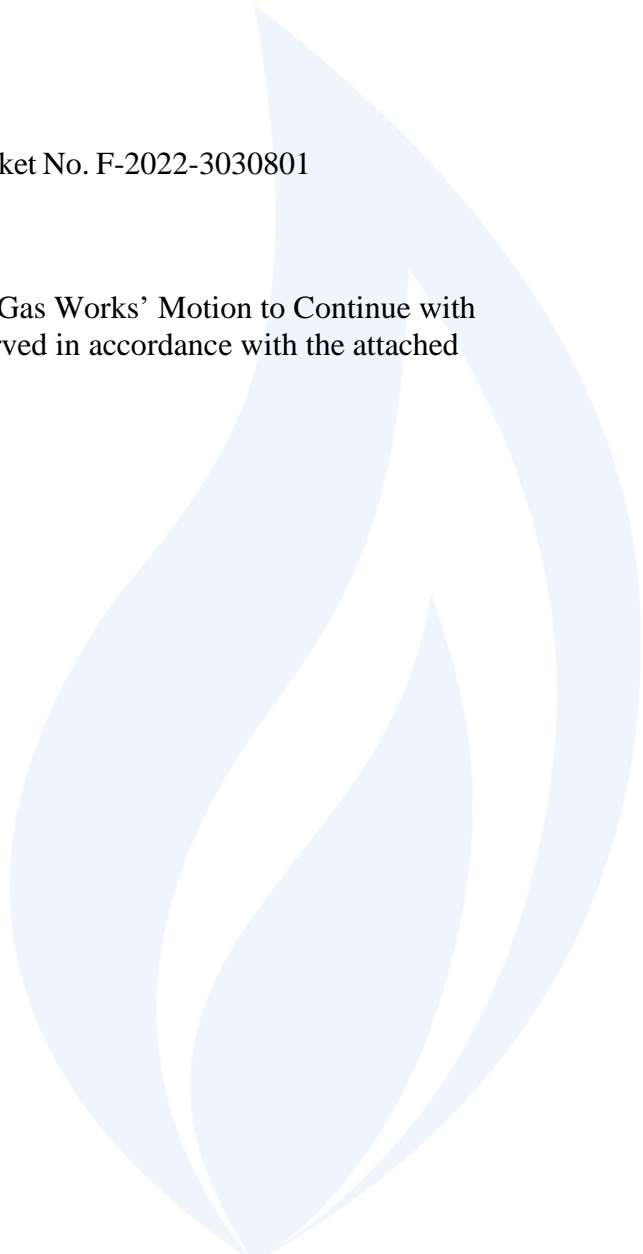 ket No. F-2022-3030801
Gas Works’ Motion to Continue with
rved in accordance with the attached